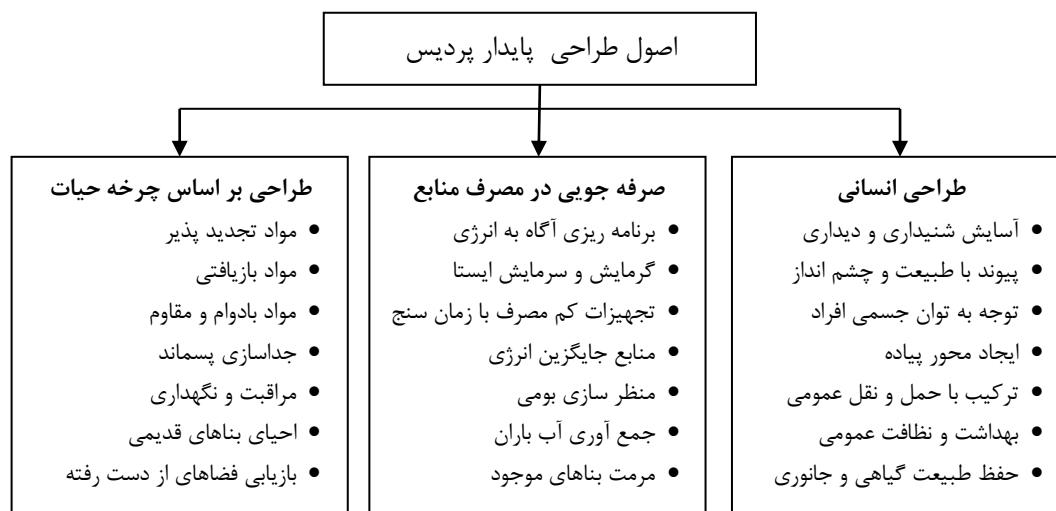 اصول طراحی پایدار پردیس
طراحی انسانی
• آسایش شنیداری و دیداری
• پیوند با طبیعت و چشم انداز
• توجه به توان جسمی افراد
• ایجاد محور پیاده
• ترکیب با حمل و نقل عمومی
• بهداشت و نظافت عمومی
• حفظ طبیعت گیاهی و جانوری
صرفه جویی در مصرف منابع
• برنامه ریزی آگاه به انرژی
• گرمایش و سرمایش ایستا
• تجهیزات کم مصرف با زمان سنج
• منابع جایگزین انرژی
• منظر سازی بومی
• جمع آوری آب باران
• مرمت بناهای موجود
طراحی بر اساس چرخه حیات
• مواد تجدید پذیر
• مواد بازیافتی
• مواد بادوام و مقاوم
• جداسازی پسماند
• مراقبت و نگهداری
• احیای بناهای قدیمی
• بازیابی فضاهای از دست رفته